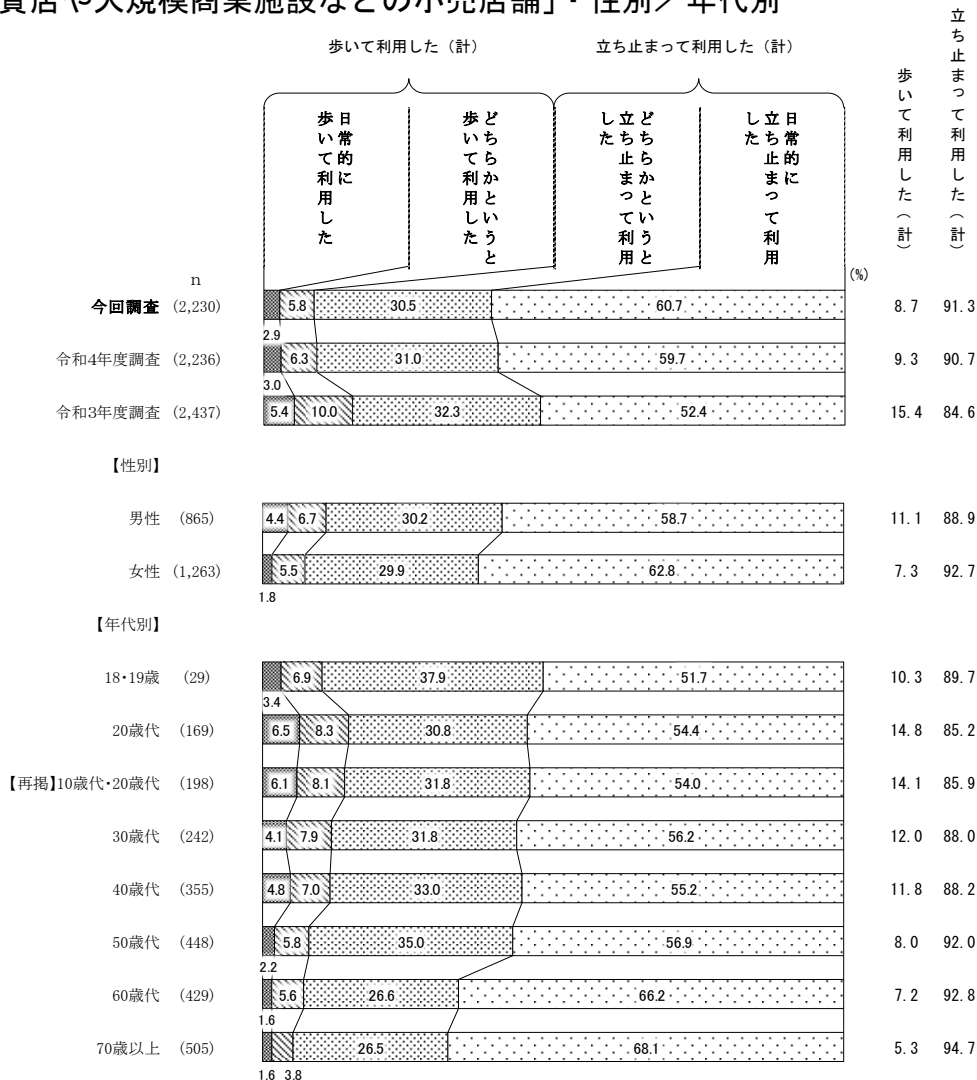 貨店や大規模商業施設などの小売店舗」・性別／年代別
歩いて利用した（計）
立ち止まって利用した（計）
日常的に歩いて利用した
どちらかというと歩いて利用した
どちらかというと立ち止まって利用した
日常的に立ち止まって利用した
歩いて利用した（計）
立ち止まって利用した（計）
n
(%)
今回調査 (2,230) 2.9 5.8 30.5 60.7 8.7 91.3
令和4年度調査 (2,236) 3.0 6.3 31.0 59.7 9.3 90.7
令和3年度調査 (2,437) 5.4 10.0 32.3 52.4 15.4 84.6
【性別】
男性 (865) 4.4 6.7 30.2 58.7 11.1 88.9
女性 (1,263) 1.8 5.5 29.9 62.8 7.3 92.7
【年代別】
18・19歳 (29) 3.4 6.9 37.9 51.7 10.3 89.7
20歳代 (169) 6.5 8.3 30.8 54.4 14.8 85.2
【再掲】10歳代・20歳代 (198) 6.1 8.1 31.8 54.0 14.1 85.9
30歳代 (242) 4.1 7.9 31.8 56.2 12.0 88.0
40歳代 (355) 4.8 7.0 33.0 55.2 11.8 88.2
50歳代 (448) 2.2 5.8 35.0 56.9 8.0 92.0
60歳代 (429) 1.6 5.6 26.6 66.2 7.2 92.8
70歳以上 (505) 1.6 3.8 26.5 68.1 5.3 94.7